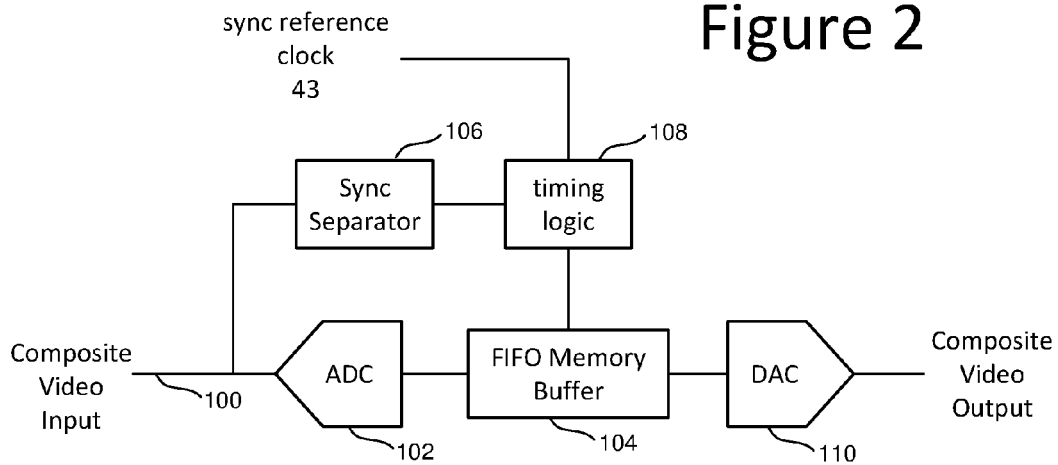 Figure 2
sync reference
clock
43
106
108
Sync
Separator
timing
logic
Composite
Video
Input
100
ADC
102
FIFO Memory
Buffer
104
DAC
110
Composite
Video
Output